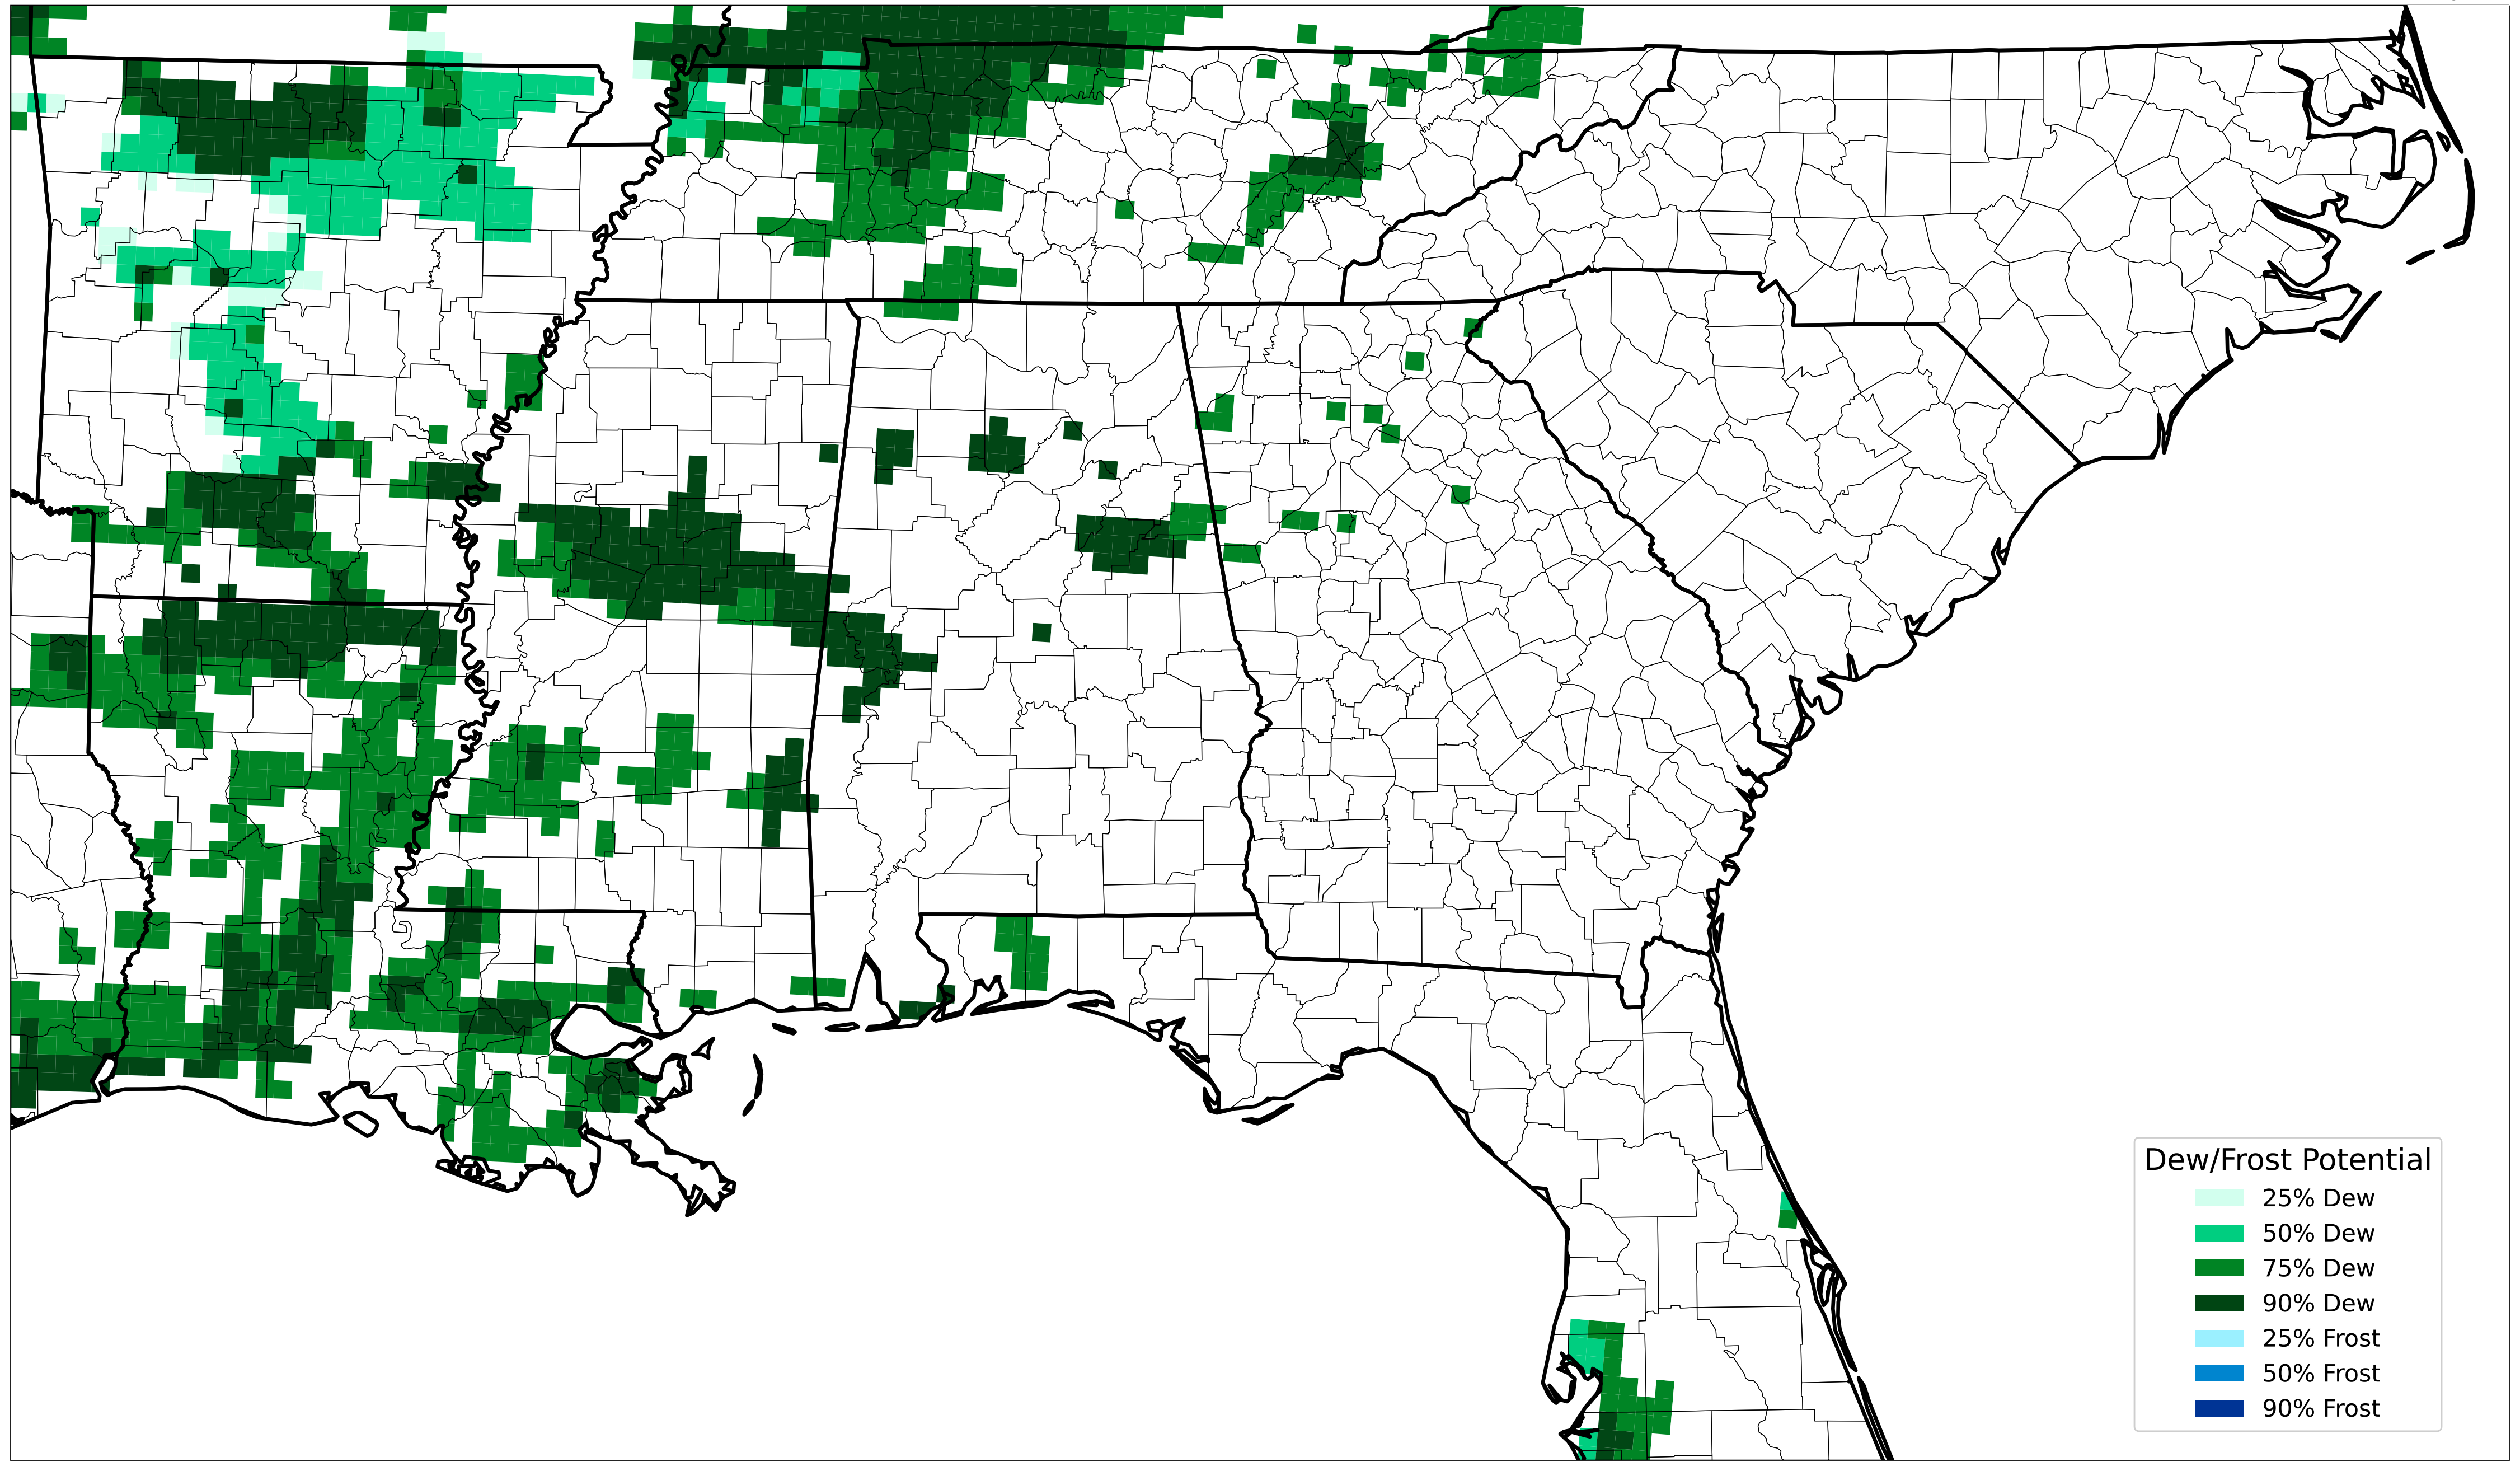 Dew/Frost Potential
25% Dew
50% Dew
75% Dew
90% Dew
25% Frost
50% Frost
90% Frost